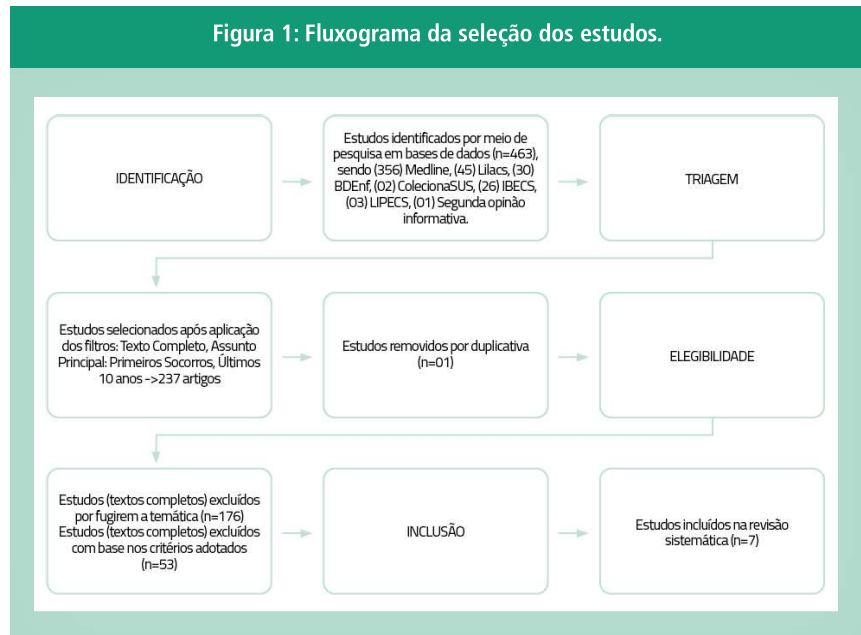 Figura 1: Fluxograma da seleção dos estudos.
IDENTIFICAÇÃO
Estudos identificados por meio de
pesquisa em bases de dados (n=463),
sendo (356) Medline, (45) Lilacs, (30)
BDEnf, (02) ColecionaSUS, (26) IBECS,
(03) LIPECS, (01) Segunda opinão
informativa.
TRIAGEM
Estudos selecionados após aplicação
dos filtros: Texto Completo, Assunto
Principal: Primeiros Socorros, Últimos
10 anos ->237 artigos
Estudos removidos por duplicativa
(n=01)
ELEGIBILIDADE
Estudos (textos completos) excluídos
por fugirem a temática (n=176)
Estudos (textos completos) excluídos
com base nos critérios adotados
(n=53)
INCLUSÃO
Estudos incluídos na revisão
sistemática (n=7)